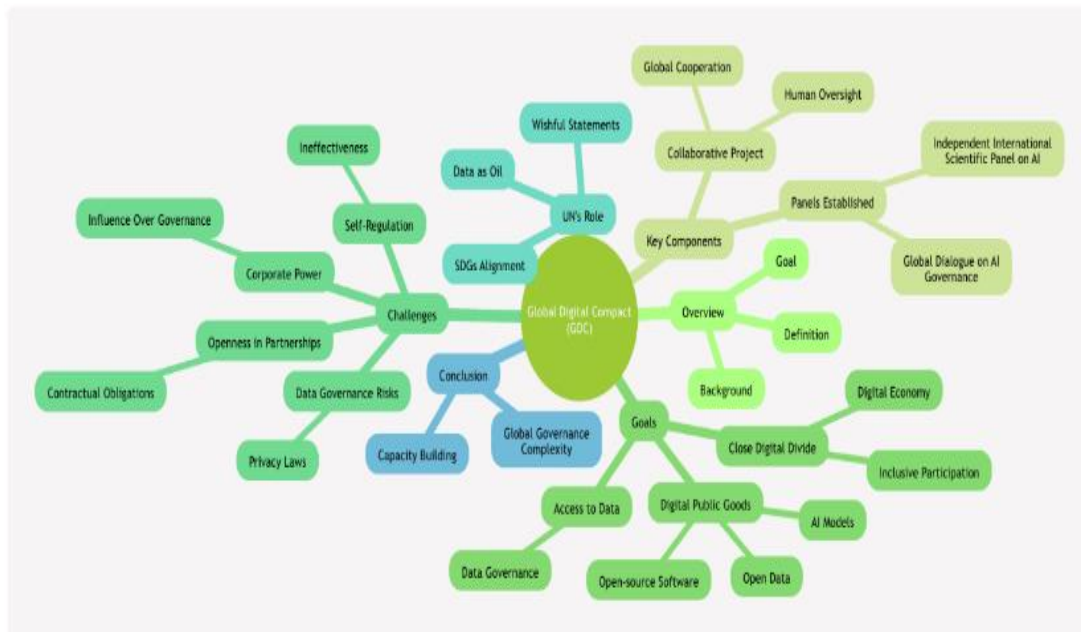 Global Digital Compact
(GDC)
UN's Role
Wishful Statements
Data as Oil
SDGs Alignment
Key Components
Collaborative Project
Global Cooperation
Human Oversight
Panels Established
Independent International
Scientific Panel on AI
Global Dialogue on AI
Governance
Overview
Goal
Definition
Background
Goals
Close Digital Divide
Digital Economy
Inclusive Participation
Digital Public Goods
AI Models
Open Data
Open-source Software
Access to Data
Data Governance
Conclusion
Capacity Building
Global Governance
Complexity
Challenges
Self-Regulation
Ineffectiveness
Corporate Power
Influence Over Governance
Openness in Partnerships
Contractual Obligations
Data Governance Risks
Privacy Laws